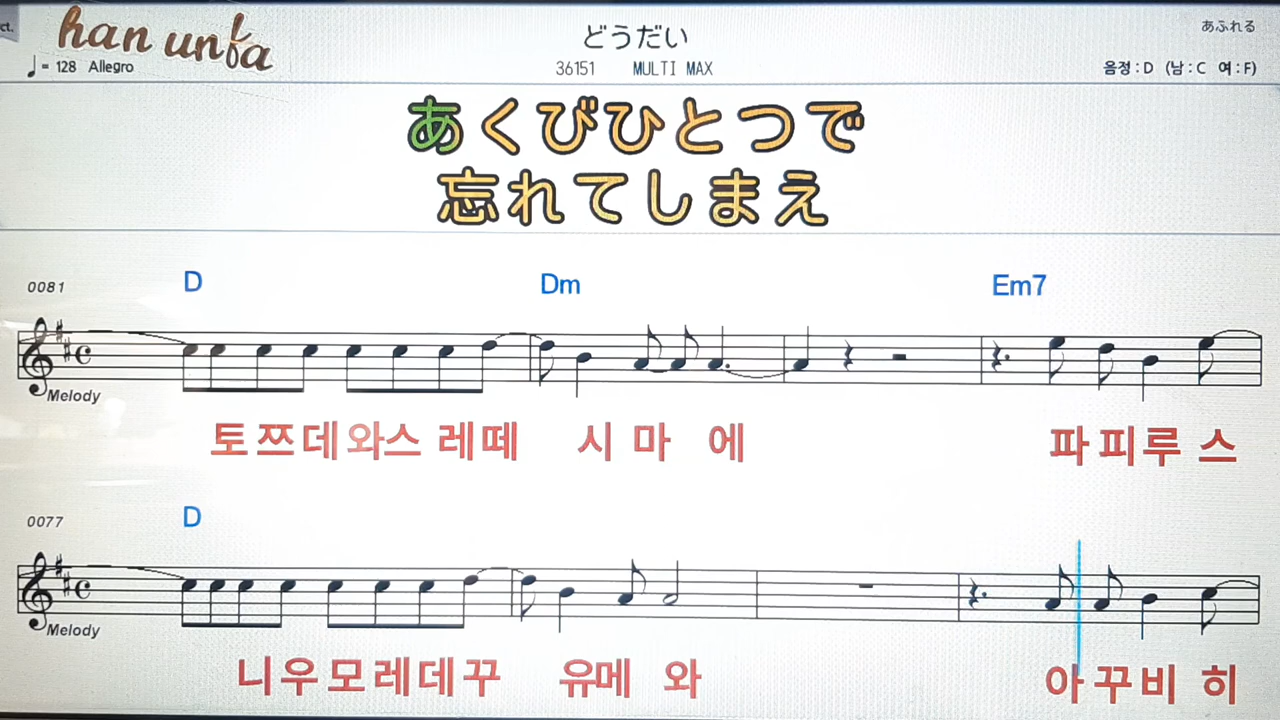 ct.
han unfa
どうだい
あふれる
♩= 128 Allegro
36151 MULTI MAX
음정 : D (남 : C 여 : F)
あくびひとつで
忘れてしまえ
0081
D Dm Em7
Melody
토쯔데와스 레떼 시 마 에 파피루 스
0077
D
Melody
니우모레데꾸 유메 와 아꾸비 히